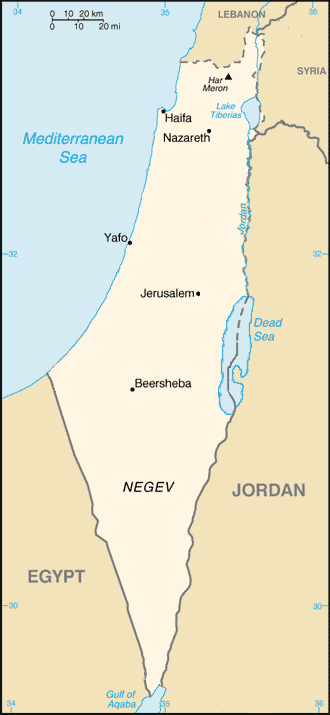 34
35
36
0 10 20 km
0 10 20 mi
LEBANON
SYRIA
Har
Meron
Lake
Tiberias
Haifa
Nazareth
Mediterranean
Sea
Jordan
Yafo
32
32
Jerusalem
Dead
Sea
Beersheba
NEGEV
JORDAN
EGYPT
30
30
Gulf of
Aqaba
34
35
36